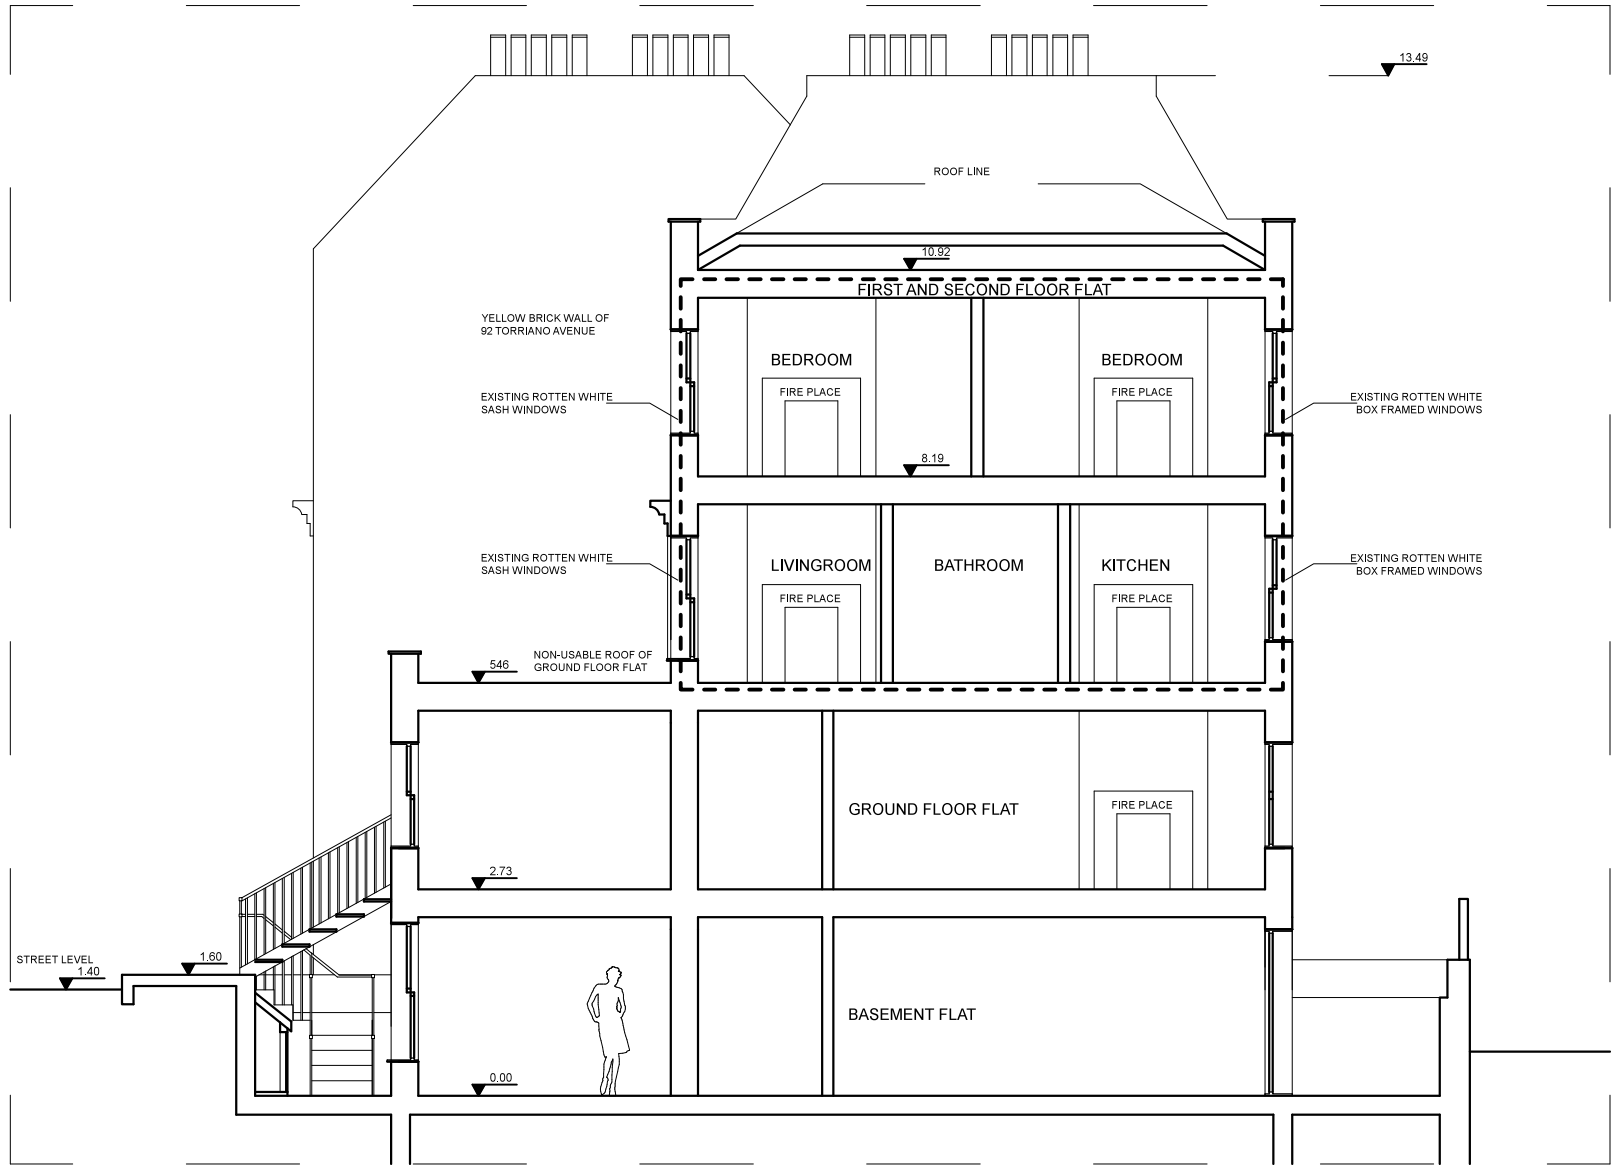 13.49
ROOF LINE
10.92
FIRST AND SECOND FLOOR FLAT
YELLOW BRICK WALL OF
92 TORRIANO AVENUE
BEDROOM
BEDROOM
FIRE PLACE
FIRE PLACE
EXISTING ROTTEN WHITE
SASH WINDOWS
EXISTING ROTTEN WHITE
BOX FRAMED WINDOWS
8.19
EXISTING ROTTEN WHITE
SASH WINDOWS
LIVINGROOM
BATHROOM
KITCHEN
EXISTING ROTTEN WHITE
BOX FRAMED WINDOWS
FIRE PLACE
FIRE PLACE
546
NON-USABLE ROOF OF
GROUND FLOOR FLAT
GROUND FLOOR FLAT
FIRE PLACE
2.73
STREET LEVEL
1.40
1.60
BASEMENT FLAT
0.00